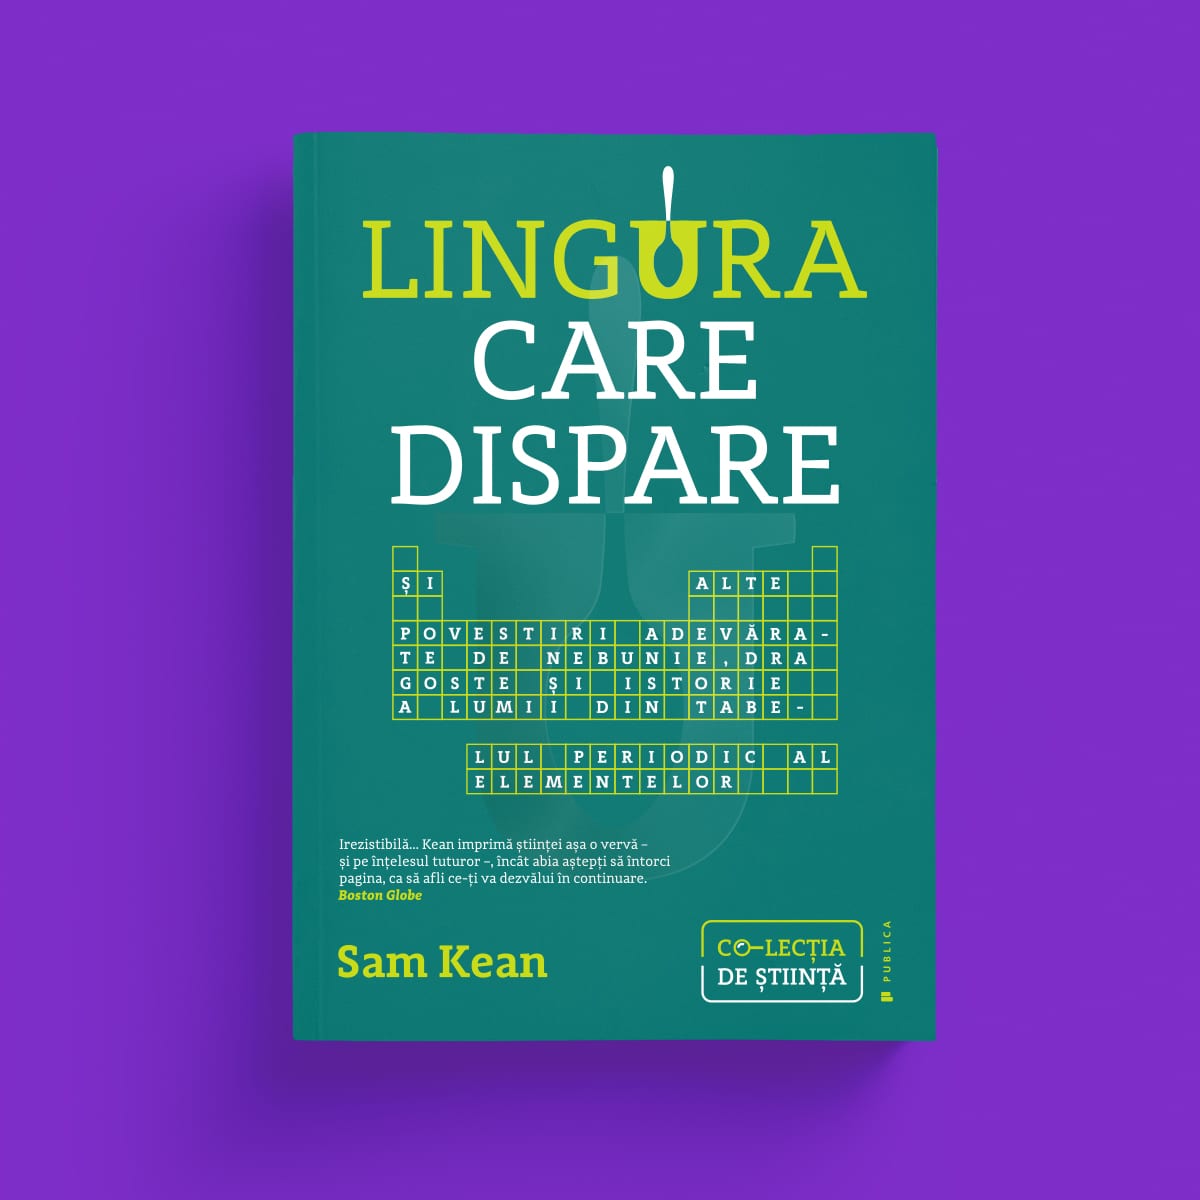 LINGURA
CARE
DISPARE
ȘI ALTE
POVESTIRI ADEVĂRA-
TE DE NEBUNIE, DRA
GOSTE ȘI ISTORIE
A LUMII DIN TABE-
LUL PERIODIC AL
ELEMENTELOR
Irezistibilă... Kean imprimă științei așa o vervă –
și pe înțelesul tuturor –, încât abia aștepți să întorci
pagina, ca să afli ce-ți va dezvălui în continuare.
Boston Globe
Sam Kean
CO-LECȚIA
DE ȘTIINȚĂ
PUBLICA